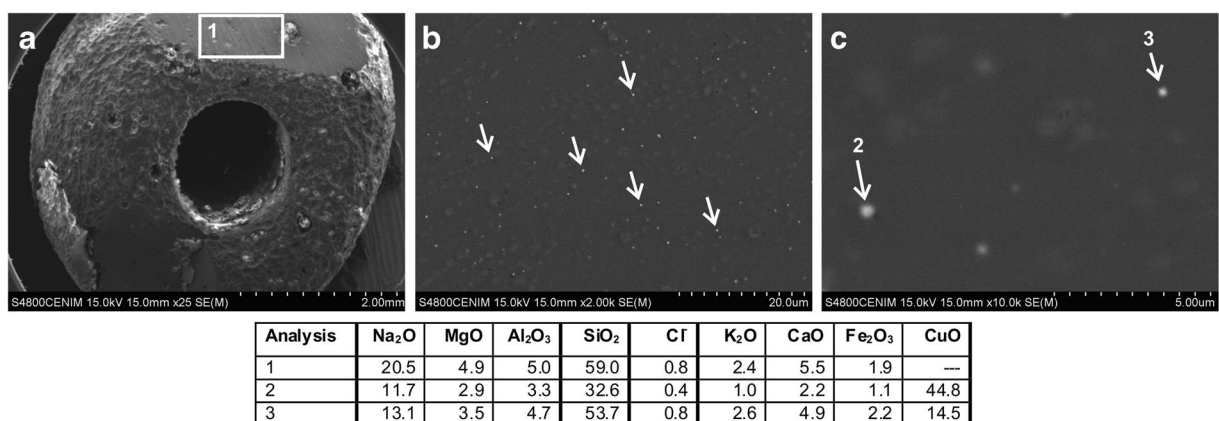 a
1
S4800CENIM 15.0kV 15.0mm x25 SE(M) 2.00mm
b
S4800CENIM 15.0kV 15.0mm x2.00k SE(M) 20.0um
c
3
2
S4800CENIM 15.0kV 15.0mm x10.0k SE(M) 5.00um
Analysis Na₂O MgO Al₂O₃ SiO₂ Cl⁻ K₂O CaO Fe₂O₃ CuO
1 20.5 4.9 5.0 59.0 0.8 2.4 5.5 1.9 ---
2 11.7 2.9 3.3 32.6 0.4 1.0 2.2 1.1 44.8
3 13.1 3.5 4.7 53.7 0.8 2.6 4.9 2.2 14.5